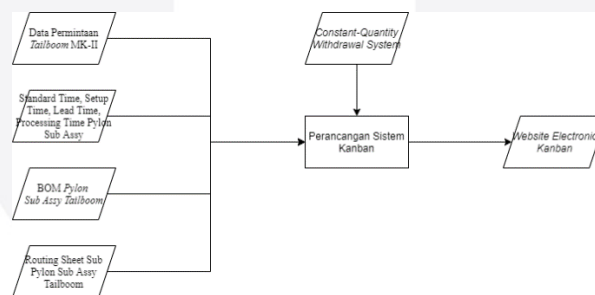 Data Permintaan
Tailboom MK-II
Standard Time, Setup
Time, Lead Time,
Processing Time Pylon
Sub Assy
BOM Pylon
Sub Assy Tailboom
Routing Sheet Sub
Pylon Sub Assy
Tailboom
Constant-Quantity
Withdrawal System
Perancangan Sistem
Kanban
Website Electronic
Kanban